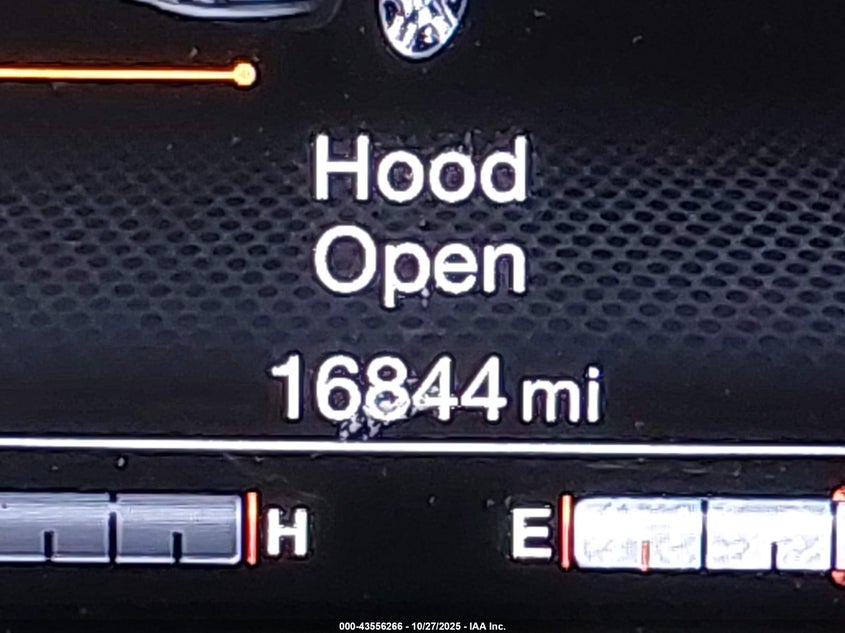 Hood
Open
16844 mi
H
E
000-43556266 - 10/27/2025 - IAA Inc.